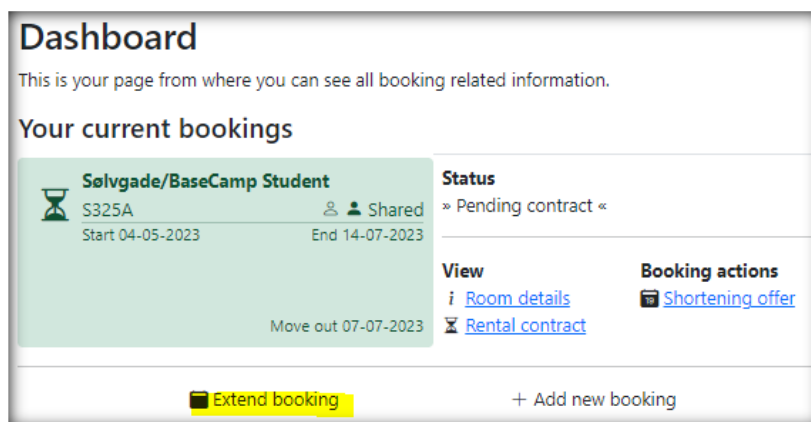 Dashboard
This is your page from where you can see all booking related information.
Your current bookings
Sølvgade/BaseCamp Student
S325A Shared
Start 04-05-2023 End 14-07-2023
Move out 07-07-2023
Status
» Pending contract «
View
i Room details
Rental contract
Booking actions
19 Shortening offer
Extend booking
+ Add new booking